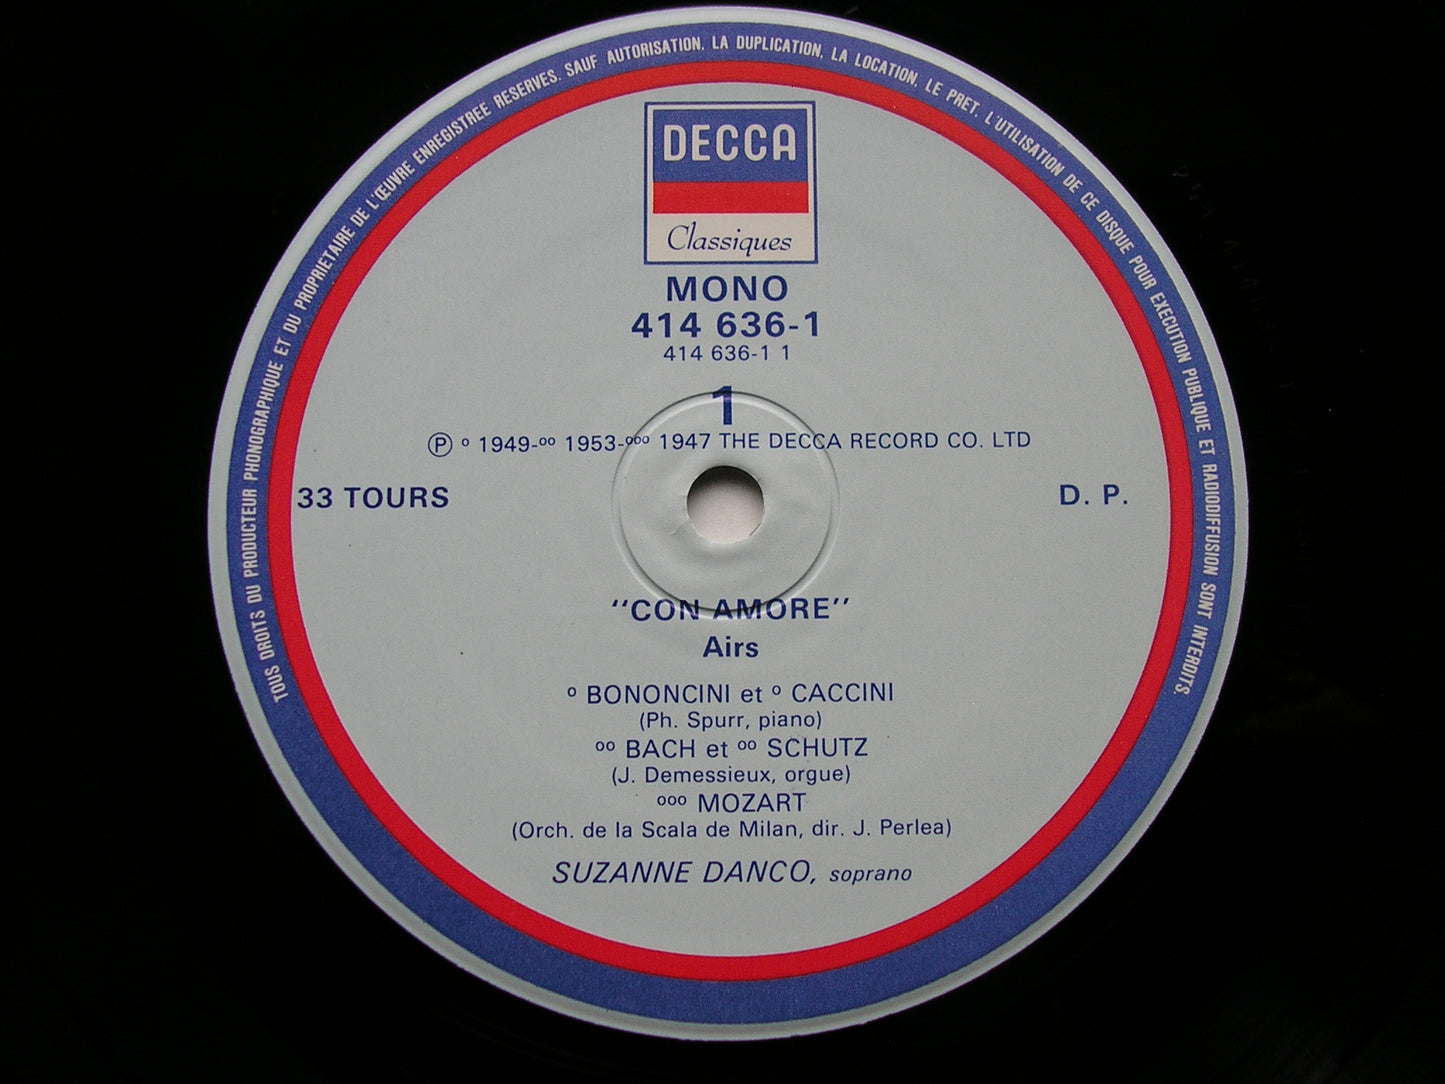 TOUS DROITS DU PRODUCTEUR PHONOGRAPHIQUE ET DU PROPRIETAIRE DE L'ŒUVRE ENREGISTREE RESERVES. SAUF AUTORISATION, LA DUPLICATION, LA LOCATION, LE PRET, L'UTILISATION DE CE DISQUE POUR EXECUTION PUBLIQUE ET RADIODIFFUSION SONT INTERDITS.
DECCA
Classiques
MONO
414 636-1
414 636-1 1
1
Ⓟ o 1949-oo 1953-ooo 1947 THE DECCA RECORD CO. LTD
33 TOURS
D. P.
"CON AMORE"
Airs
o BONONCINI et o CACCINI
(Ph. Spurr, piano)
oo BACH et oo SCHUTZ
(J. Demessieux, orgue)
ooo MOZART
(Orch. de la Scala de Milan, dir. J. Perlea)
SUZANNE DANCO, soprano